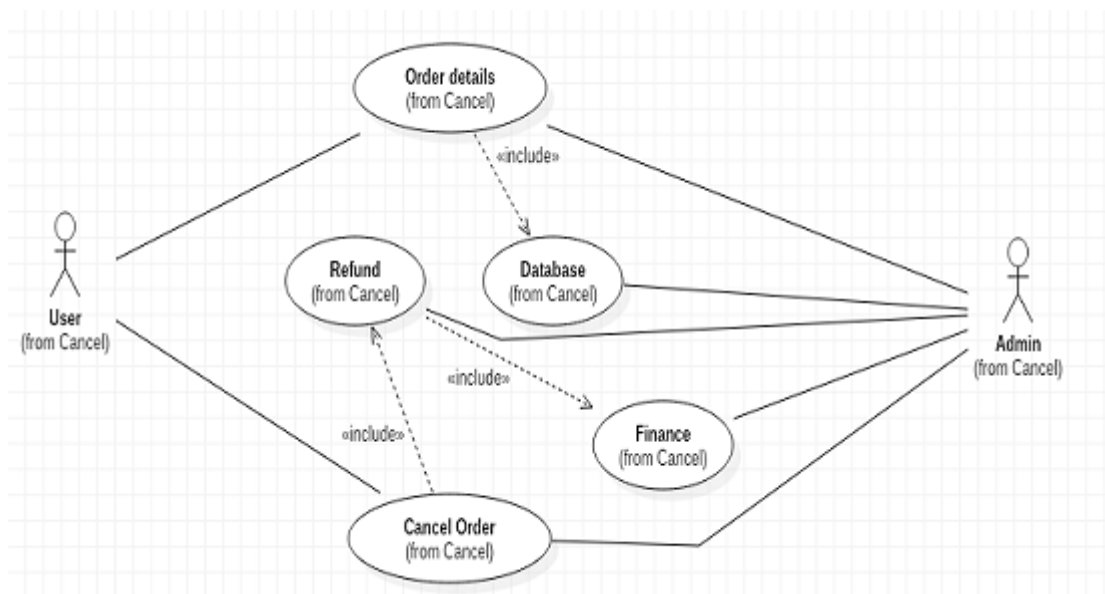 Order details
(from Cancel)
«include»
Refund
(from Cancel)
Database
(from Cancel)
User
(from Cancel)
Admin
(from Cancel)
«include»
«include»
Finance
(from Cancel)
Cancel Order
(from Cancel)